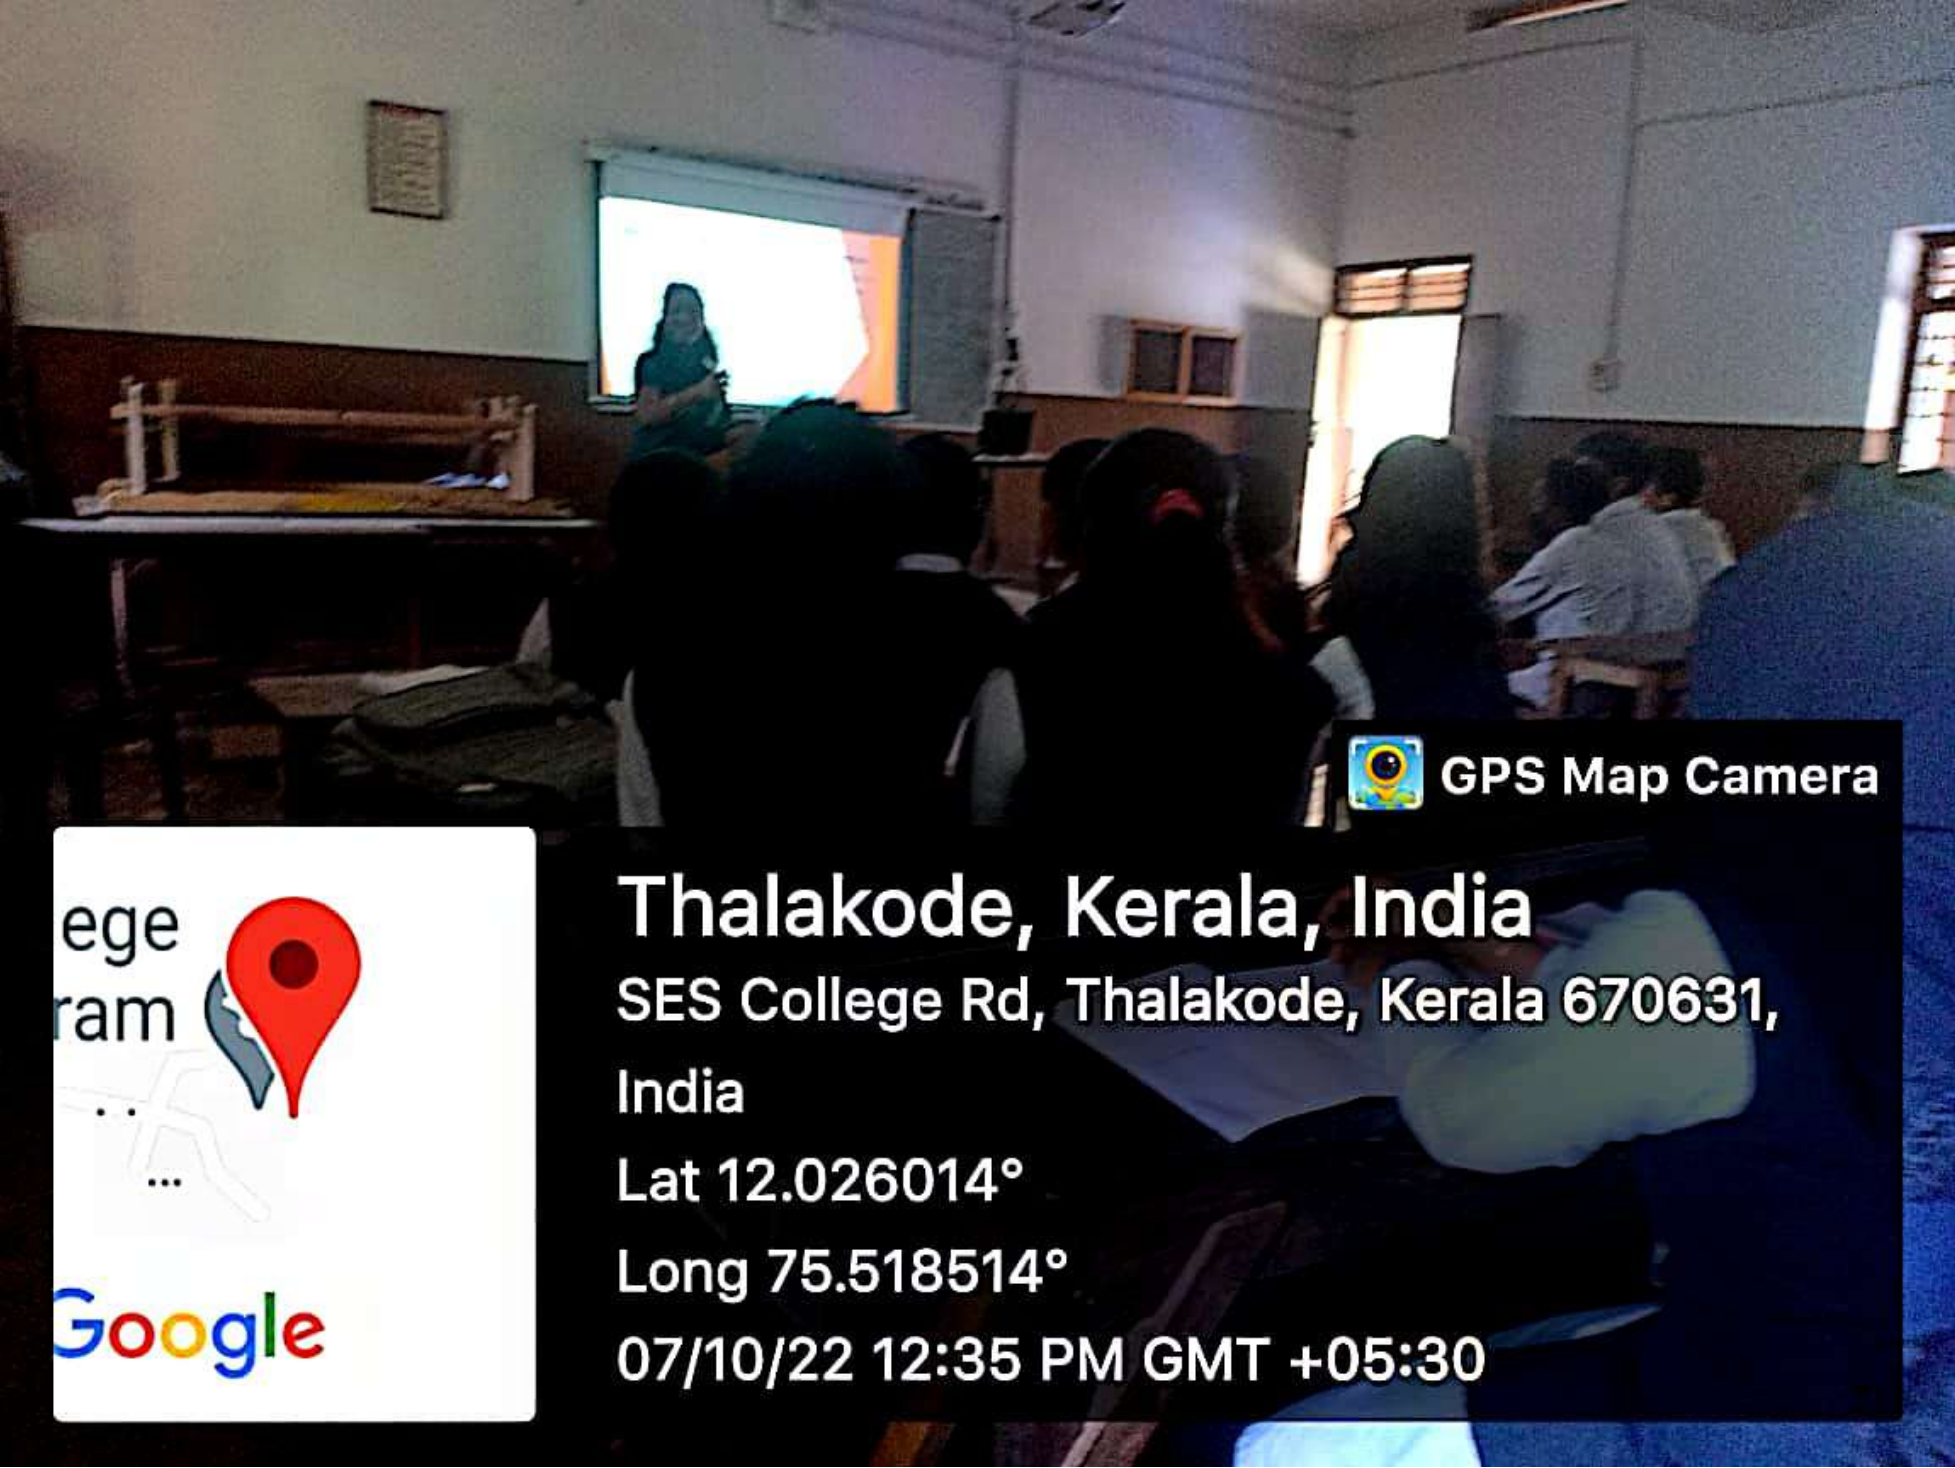 GPS Map Camera
ege
ram
Google
Thalakode, Kerala, India
SES College Rd, Thalakode, Kerala 670631,
India
Lat 12.026014°
Long 75.518514°
07/10/22 12:35 PM GMT +05:30